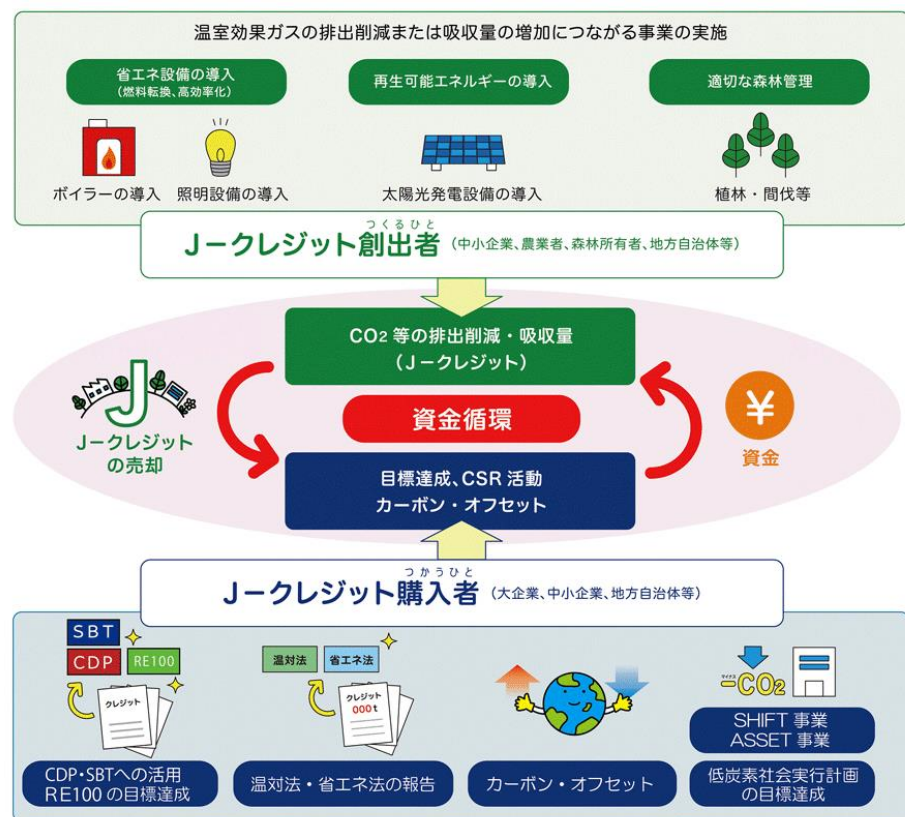 温室効果ガスの排出削減または吸収量の増加につながる事業の実施
省エネ設備の導入
(燃料転換、高効率化)
再生可能エネルギーの導入
適切な森林管理
ボイラーの導入
照明設備の導入
太陽光発電設備の導入
植林・間伐等
つくるひと
Jークレジット創出者(中小企業、農業者、森林所有者、地方自治体等)
CO2 等の排出削減・吸収量
(Jークレジット)
J
Jークレジット
の売却
資金循環
¥
資金
目標達成、CSR 活動
カーボン・オフセット
つかうひと
Jークレジット購入者(大企業、中小企業、地方自治体等)
SBT
CDP
RE100
クレジット
CDP・SBTへの活用
RE100 の目標達成
温対法
省エネ法
クレジット
000t
温対法・省エネ法の報告
カーボン・オフセット
マイナス
-CO2
SHIFT 事業
ASSET 事業
低炭素社会実行計画
の目標達成